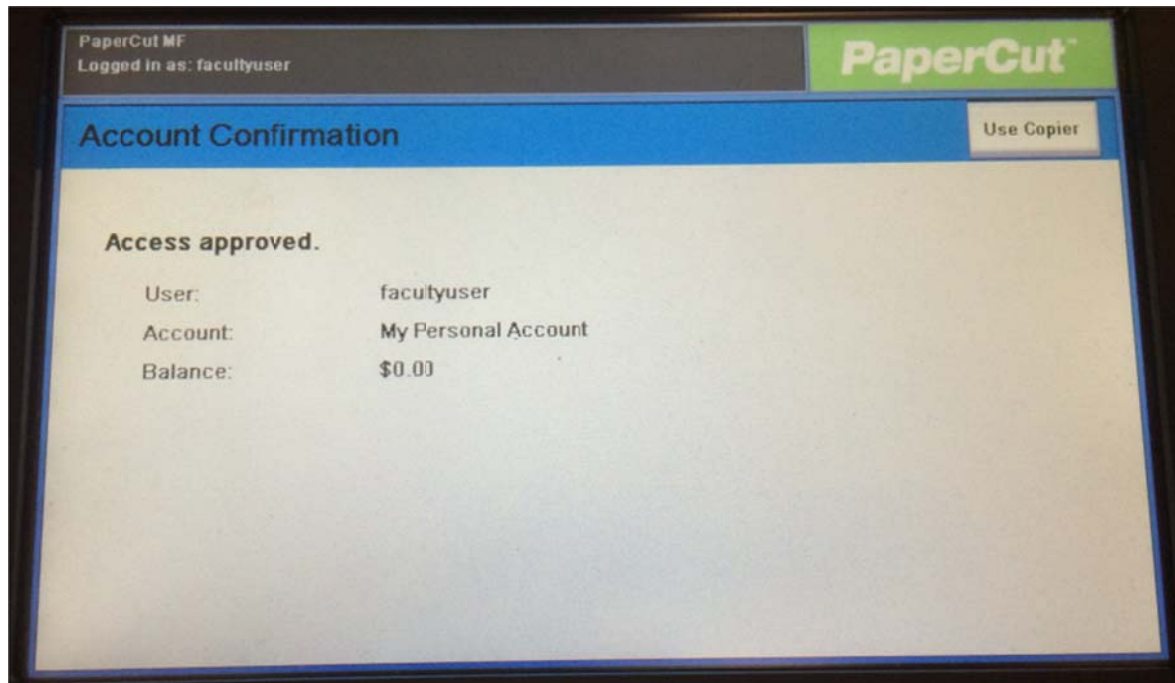 PaperCut MF
Logged in as: facultyuser
PaperCut™
Account Confirmation
Use Copier
Access approved.
User: facultyuser
Account: My Personal Account
Balance: $0.00